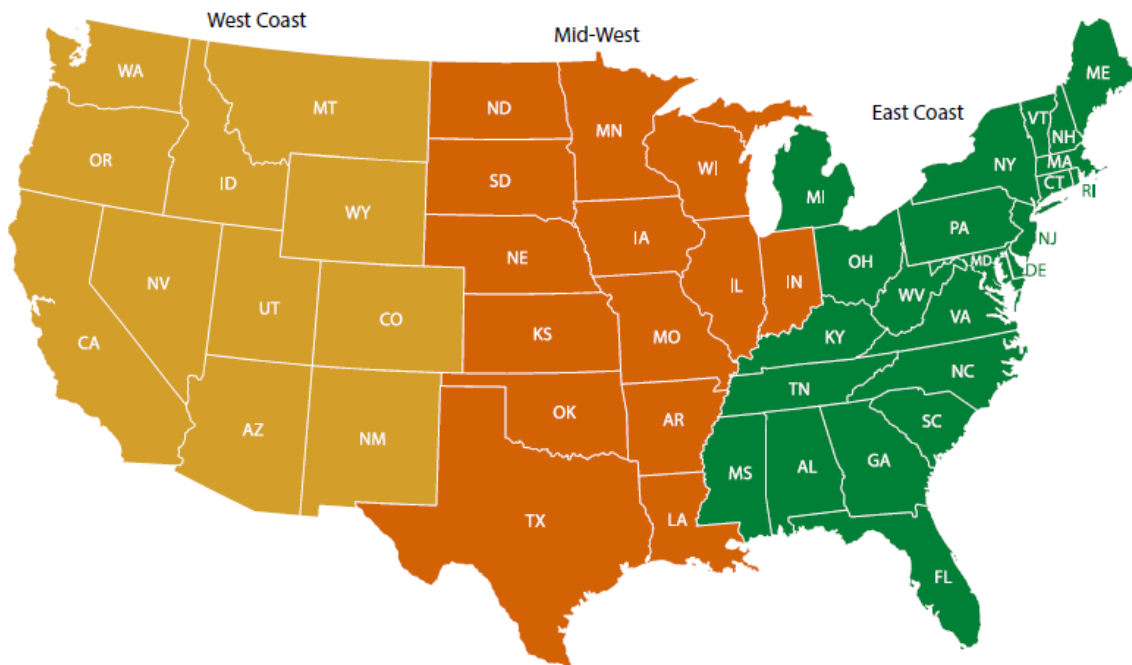 West Coast
Mid-West
East Coast
WA
MT
ND
MN
ME
VT
NH
OR
ID
SD
WI
NY
MA
CT
RI
WY
MI
IA
PA
NJ
NE
OH
MD
DE
NV
UT
CO
IL
IN
WV
VA
CA
KS
MO
KY
NC
TN
AZ
NM
OK
AR
SC
MS
AL
GA
TX
LA
FL